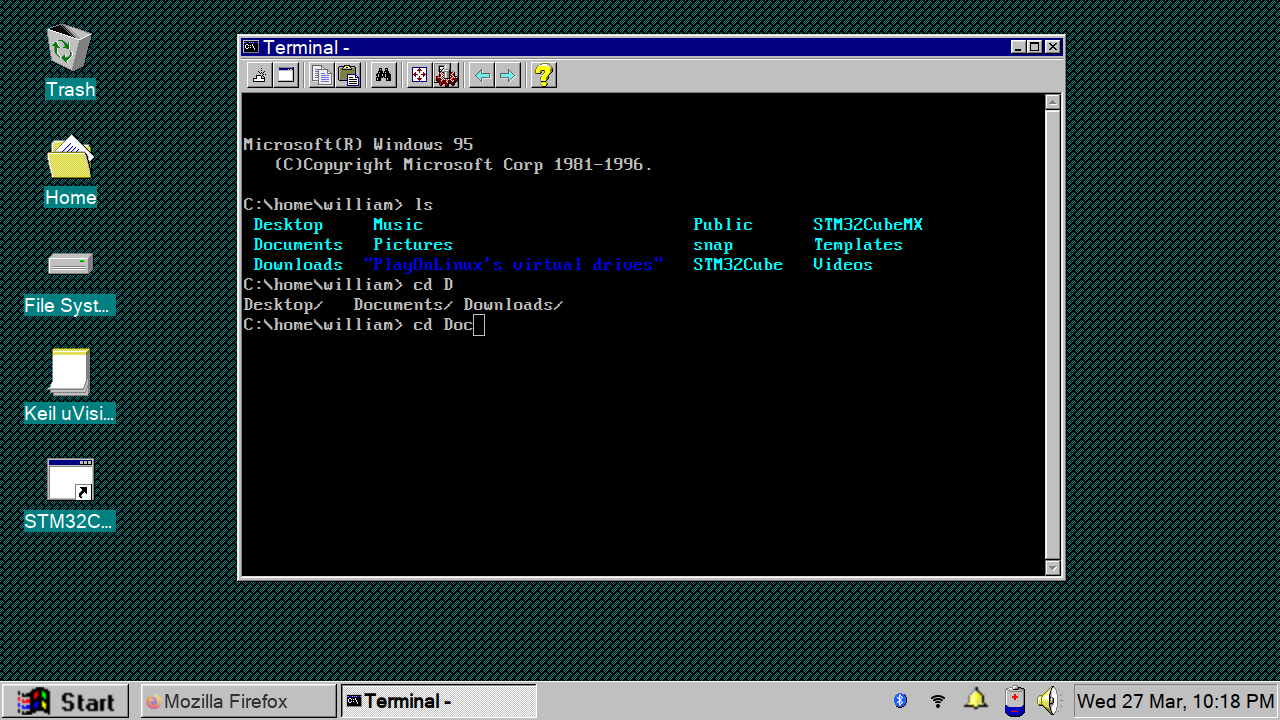 Trash
Home
File Syst...
Keil uVisi...
STM32C...
Terminal -
Microsoft(R) Windows 95
(C)Copyright Microsoft Corp 1981-1996.
C:\home\william> ls
Desktop Music Public STM32CubeMX
Documents Pictures snap Templates
Downloads "PlayOnLinux's virtual drives" STM32Cube Videos
C:\home\william> cd D
Desktop/ Documents/ Downloads/
C:\home\william> cd Doc
Start Mozilla Firefox Terminal - Wed 27 Mar, 10:18 PM